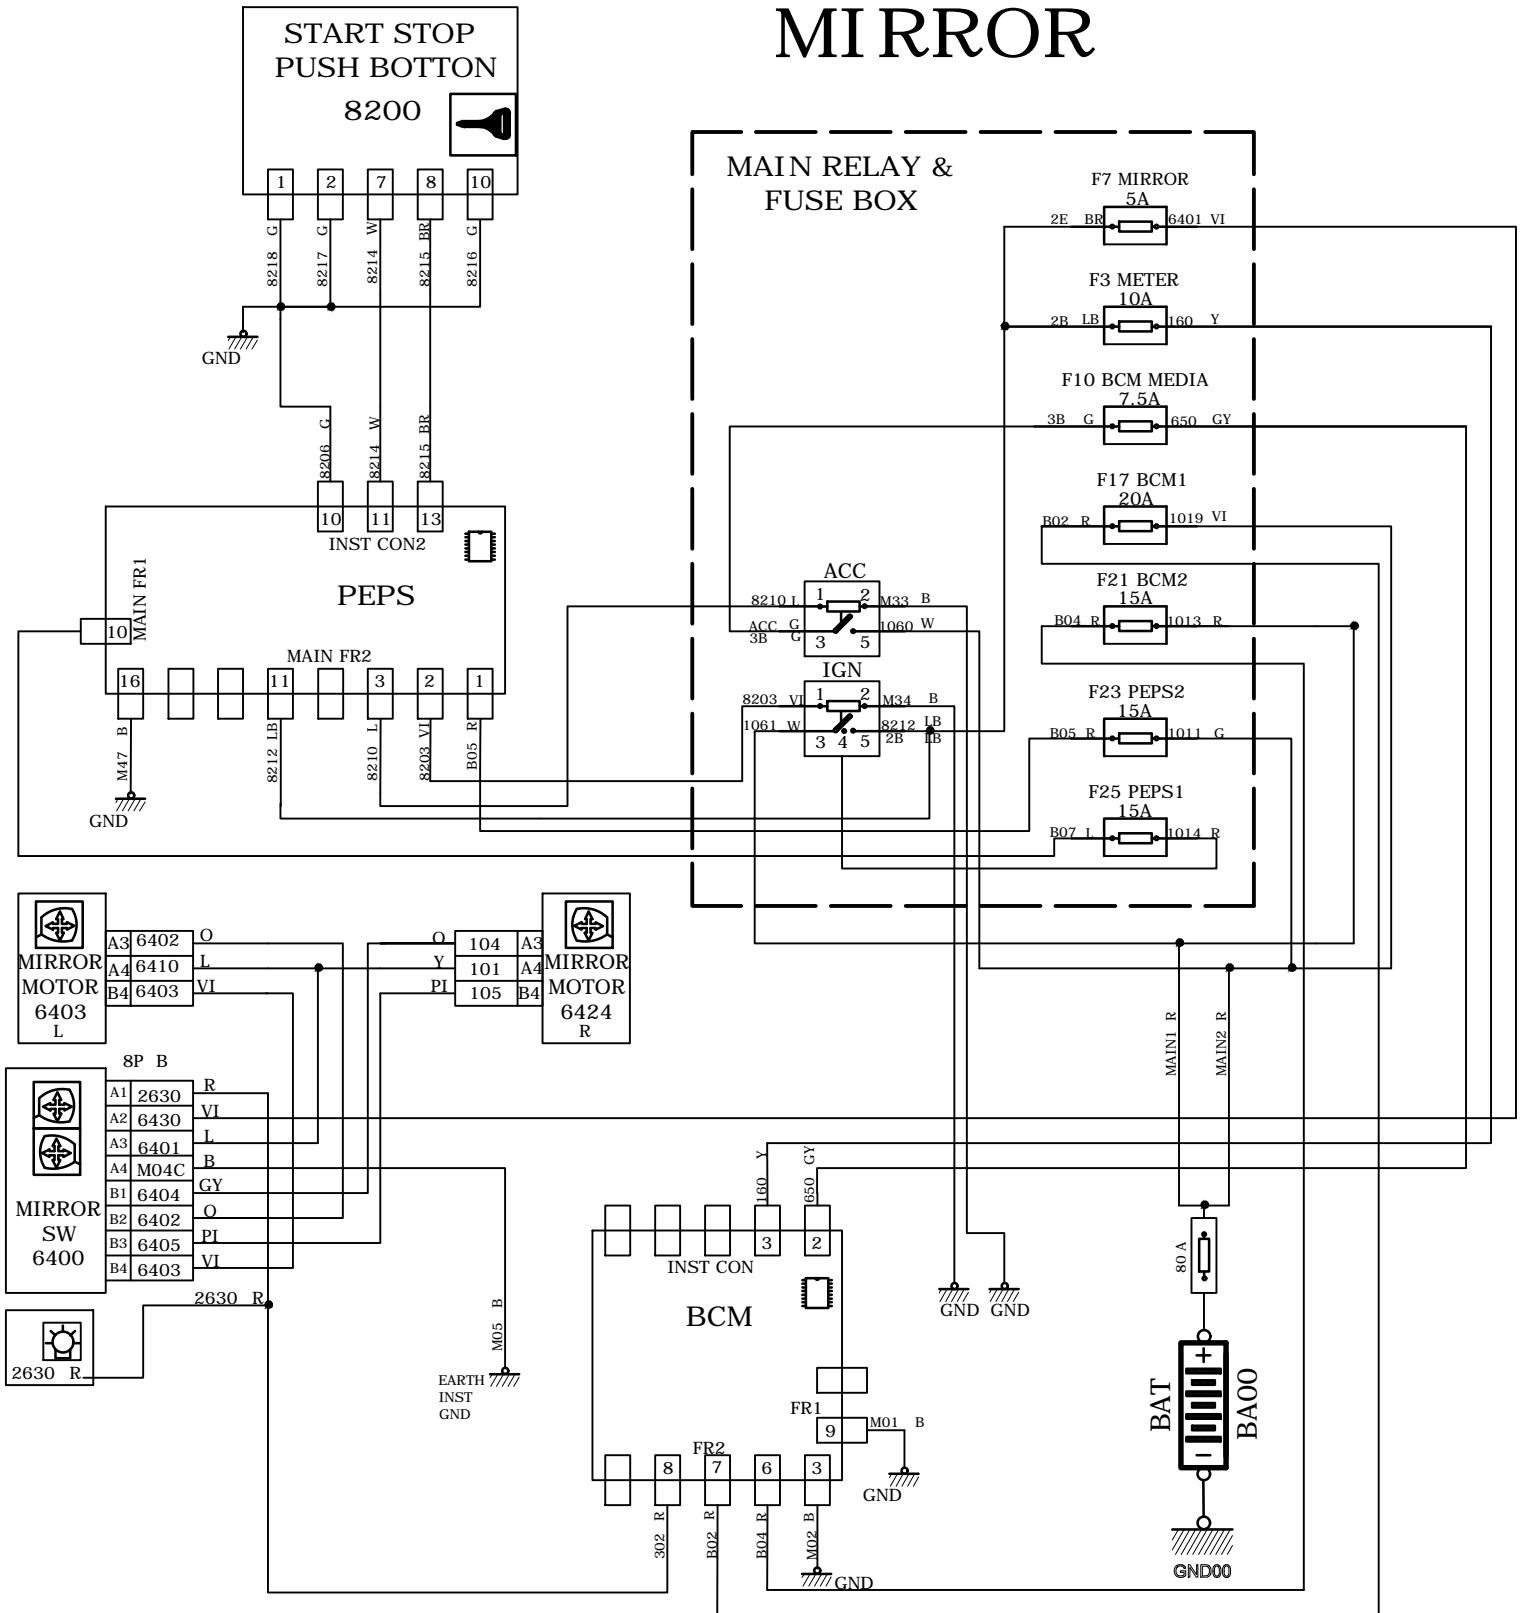 MIRROR
START STOP
PUSH BOTTON
8200
1 2 7 8 10
8218 G
8217 G
8214 W
8215 BR
8216 G
GND
8206 G
8214 W
8215 BR
10 11 13
INST CON2
PEPS
MAIN FR1
10
MAIN FR2
16 11 3 2 1
M47 B
8212 LB
8210 L
8203 VI
B05 R
GND
MAIN RELAY &
FUSE BOX
F7 MIRROR
5A
2E BR 6401 VI
F3 METER
10A
2B LB 160 Y
F10 BCM MEDIA
7.5A
3B G 650 GY
F17 BCM1
20A
B02 R 1019 VI
F21 BCM2
15A
B04 R 1013 R
F23 PEPS2
15A
B05 R 1011 G
F25 PEPS1
15A
B07 L 1014 R
ACC
8210 L 1 2 M33 B
ACC G 1060 W
3B G 3 5
IGN
8203 VI 1 2 M34 B
1061 W 8212 LB
3 4 5 2B LB
MIRROR
MOTOR
6403
L
A3 6402 O
A4 6410 L
B4 6403 VI
O 104 A3
Y 101 A4
PI 105 B4
MIRROR
MOTOR
6424
R
8P B
A1 2630 R
A2 6430 VI
A3 6401 L
A4 M04C B
B1 6404 GY
B2 6402 O
B3 6405 PI
B4 6403 VI
MIRROR
SW
6400
2630 R
2630 R
M05 B
EARTH
INST
GND
160 Y
650 GY
3 2
INST CON
BCM
FR1
9
M01 B
GND
FR2
8 7 6 3
302 R
B02 R
B04 R
M02 B
GND
GND GND
MAIN1 R
MAIN2 R
80 A
+
BAT
BA00
−
GND00